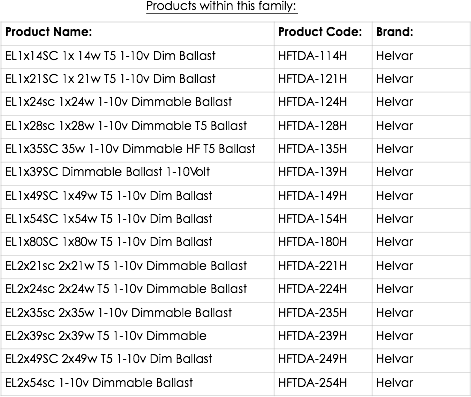 Products within this family:
Product Name: Product Code: Brand:
EL1x14SC 1x 14w T5 1-10v Dim Ballast HFTDA-114H Helvar
EL1x21SC 1x 21w T5 1-10v Dim Ballast HFTDA-121H Helvar
EL1x24sc 1x24w 1-10v Dimmable Ballast HFTDA-124H Helvar
EL1x28sc 1x28w 1-10v Dimmable T5 Ballast HFTDA-128H Helvar
EL1x35SC 35w 1-10v Dimmable HF T5 Ballast HFTDA-135H Helvar
EL1x39SC Dimmable Ballast 1-10Volt HFTDA-139H Helvar
EL1x49SC 1x49w T5 1-10v Dim Ballast HFTDA-149H Helvar
EL1x54SC 1x54w T5 1-10v Dim Ballast HFTDA-154H Helvar
EL1x80SC 1x80w T5 1-10v Dim Ballast HFTDA-180H Helvar
EL2x21sc 2x21w T5 1-10v Dimmable Ballast HFTDA-221H Helvar
EL2x24sc 2x24w T5 1-10v Dimmable Ballast HFTDA-224H Helvar
EL2x35sc 2x35w 1-10v Dimmable Ballast HFTDA-235H Helvar
EL2x39sc 2x39w T5 1-10v Dimmable HFTDA-239H Helvar
EL2x49SC 2x49w T5 1-10v Dim Ballast HFTDA-249H Helvar
EL2x54sc 1-10v Dimmable Ballast HFTDA-254H Helvar